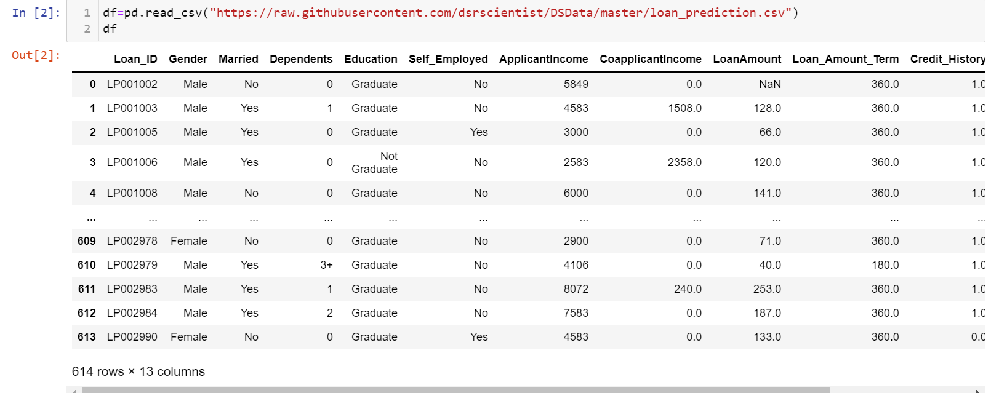 In [2]: 1 df=pd.read_csv("https://raw.githubusercontent.com/dsrscientist/DSData/master/loan_prediction.csv")
2 df
Out[2]:
Loan_ID Gender Married Dependents Education Self_Employed ApplicantIncome CoapplicantIncome LoanAmount Loan_Amount_Term Credit_History
0 LP001002 Male No 0 Graduate No 5849 0.0 NaN 360.0 1.0
1 LP001003 Male Yes 1 Graduate No 4583 1508.0 128.0 360.0 1.0
2 LP001005 Male Yes 0 Graduate Yes 3000 0.0 66.0 360.0 1.0
3 LP001006 Male Yes 0 Not Graduate No 2583 2358.0 120.0 360.0 1.0
4 LP001008 Male No 0 Graduate No 6000 0.0 141.0 360.0 1.0
... ... ... ... ... ... ... ... ... ... ... ...
609 LP002978 Female No 0 Graduate No 2900 0.0 71.0 360.0 1.0
610 LP002979 Male Yes 3+ Graduate No 4106 0.0 40.0 180.0 1.0
611 LP002983 Male Yes 1 Graduate No 8072 240.0 253.0 360.0 1.0
612 LP002984 Male Yes 2 Graduate No 7583 0.0 187.0 360.0 1.0
613 LP002990 Female No 0 Graduate Yes 4583 0.0 133.0 360.0 0.0
614 rows × 13 columns